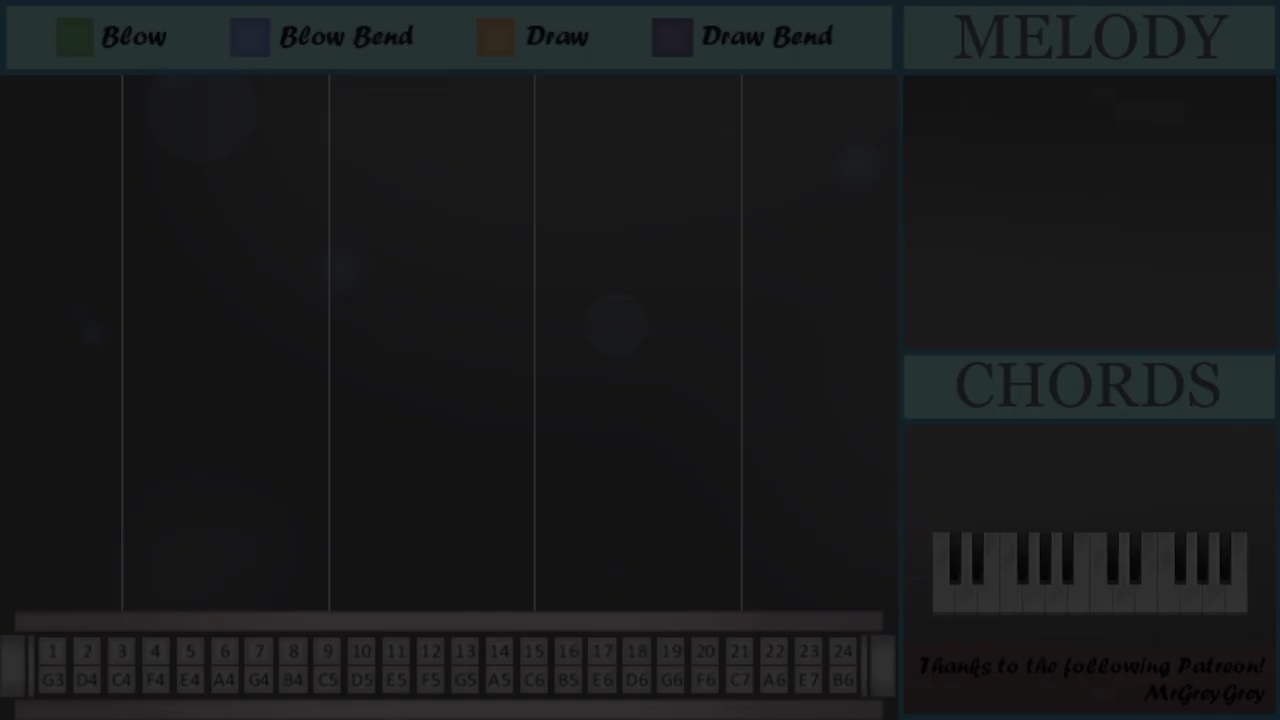 Blow Blow Bend Draw Draw Bend
MELODY
CHORDS
1 2 3 4 5 6 7 8 9 10 11 12 13 14 15 16 17 18 19 20 21 22 23 24
G3 D4 C4 F4 E4 A4 G4 B4 C5 D5 E5 F5 G5 A5 C6 B5 E6 D6 G6 F6 C7 A6 E7 B6
Thanks to the following Patreon!
MrGreyGrey